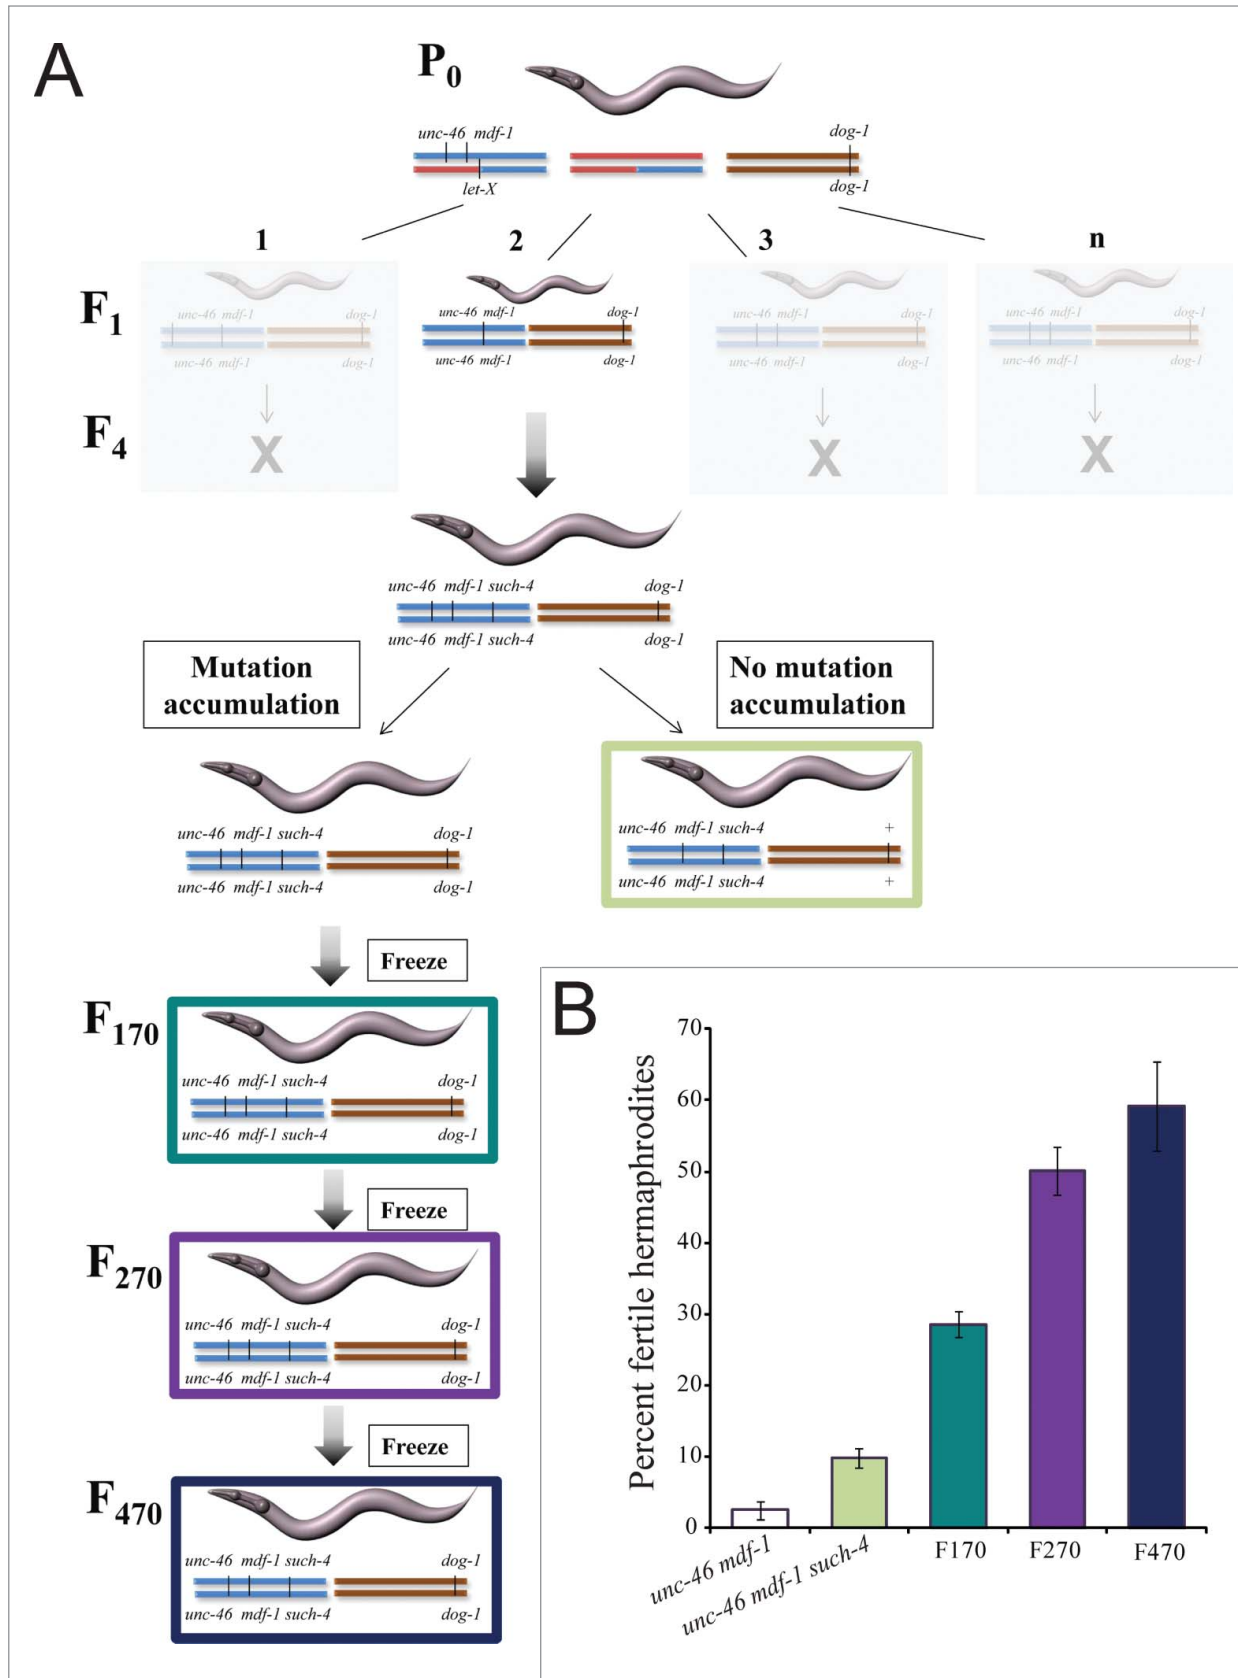 A
P0
unc-46 mdf-1
dog-1
let-X
dog-1
1
2
3
n
F1
unc-46 mdf-1 dog-1
unc-46 mdf-1 dog-1
unc-46 mdf-1 dog-1
unc-46 mdf-1 dog-1
unc-46 mdf-1 dog-1
unc-46 mdf-1 dog-1
unc-46 mdf-1 dog-1
unc-46 mdf-1 dog-1
F4
X
X
X
unc-46 mdf-1 such-4 dog-1
unc-46 mdf-1 such-4 dog-1
Mutation
accumulation
No mutation
accumulation
unc-46 mdf-1 such-4 dog-1
unc-46 mdf-1 such-4 dog-1
unc-46 mdf-1 such-4 +
unc-46 mdf-1 such-4 +
Freeze
F170
unc-46 mdf-1 such-4 dog-1
unc-46 mdf-1 such-4 dog-1
Freeze
F270
unc-46 mdf-1 such-4 dog-1
unc-46 mdf-1 such-4 dog-1
Freeze
F470
unc-46 mdf-1 such-4 dog-1
unc-46 mdf-1 such-4 dog-1
B
Percent fertile hermaphrodites
70
60
50
40
30
20
10
0
unc-46 mdf-1
unc-46 mdf-1 such-4
F170
F270
F470